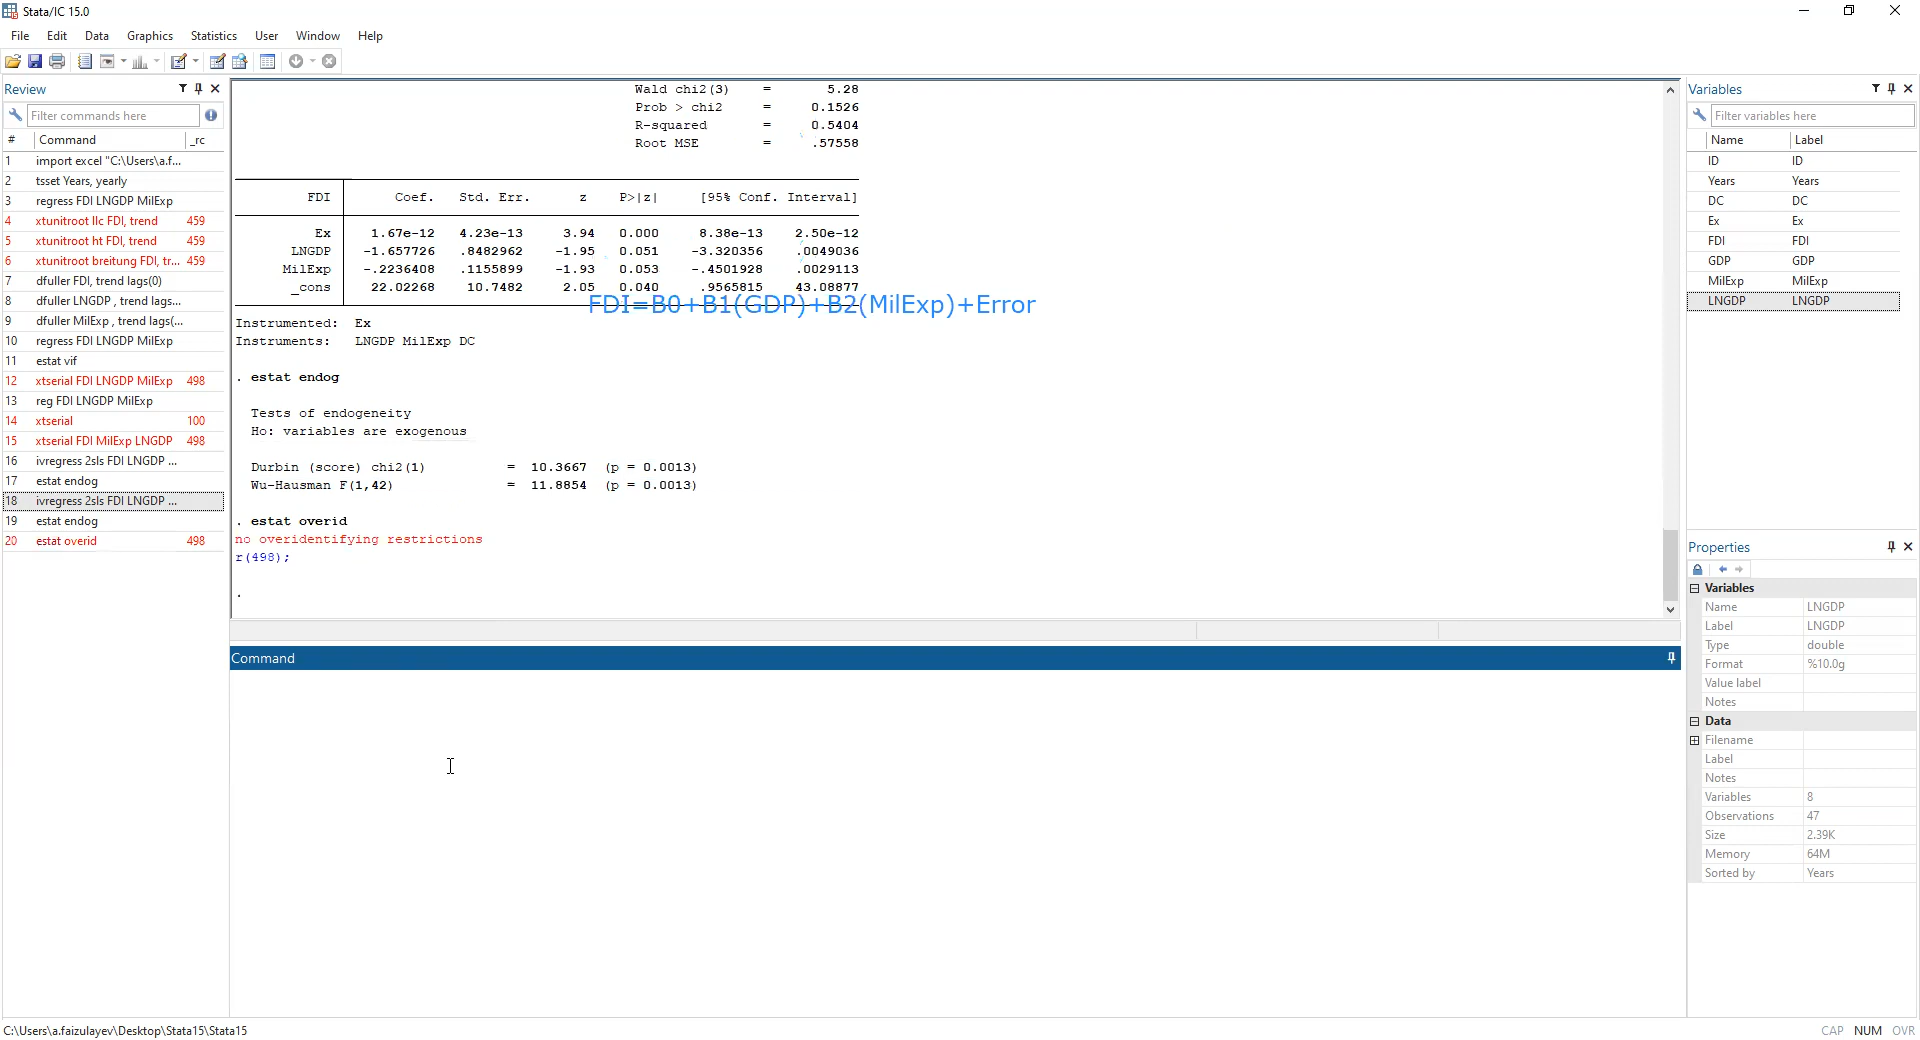 Stata/IC 15.0
File Edit Data Graphics Statistics User Window Help
Review
Filter commands here
# Command _rc
1 import excel "C:\Users\a.f...
2 tsset Years, yearly
3 regress FDI LNGDP MilExp
4 xtunitroot llc FDI, trend 459
5 xtunitroot ht FDI, trend 459
6 xtunitroot breitung FDI, tr... 459
7 dfuller FDI, trend lags(0)
8 dfuller LNGDP , trend lags...
9 dfuller MilExp , trend lags(...
10 regress FDI LNGDP MilExp
11 estat vif
12 xtserial FDI LNGDP MilExp 498
13 reg FDI LNGDP MilExp
14 xtserial 100
15 xtserial FDI MilExp LNGDP 498
16 ivregress 2sls FDI LNGDP ...
17 estat endog
18 ivregress 2sls FDI LNGDP ...
19 estat endog
20 estat overid 498
Wald chi2(3) = 5.28
Prob > chi2 = 0.1526
R-squared = 0.5404
Root MSE = .57558
FDI Coef. Std. Err. z P>|z| [95% Conf. Interval]
Ex 1.67e-12 4.23e-13 3.94 0.000 8.38e-13 2.50e-12
LNGDP -1.657726 .8482962 -1.95 0.051 -3.320356 .0049036
MilExp -.2236408 .1155899 -1.93 0.053 -.4501928 .0029113
_cons 22.02268 10.7482 2.05 0.040 .9565815 43.08877
FDI=B0+B1(GDP)+B2(MilExp)+Error
Instrumented: Ex
Instruments: LNGDP MilExp DC
. estat endog
Tests of endogeneity
Ho: variables are exogenous
Durbin (score) chi2(1) = 10.3667 (p = 0.0013)
Wu-Hausman F(1,42) = 11.8854 (p = 0.0013)
. estat overid
no overidentifying restrictions
r(498);
.
Command
Variables
Filter variables here
Name Label
ID ID
Years Years
DC DC
Ex Ex
FDI FDI
GDP GDP
MilExp MilExp
LNGDP LNGDP
Properties
Variables
Name LNGDP
Label LNGDP
Type double
Format %10.0g
Value label
Notes
Data
Filename
Label
Notes
Variables 8
Observations 47
Size 2.39K
Memory 64M
Sorted by Years
C:\Users\a.faizulayev\Desktop\Stata15\Stata15
CAP NUM OVR